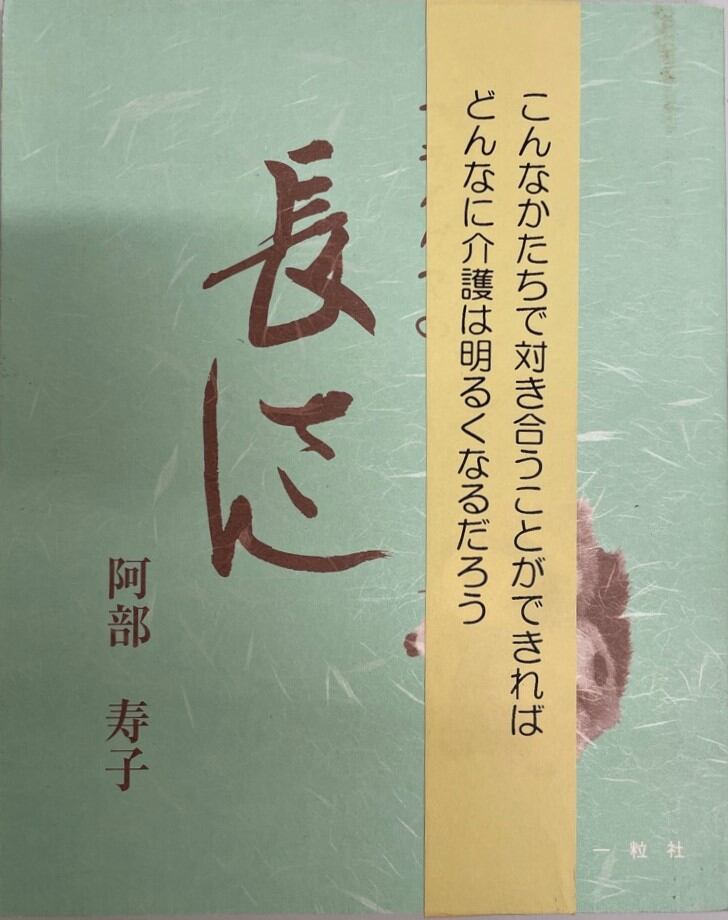 こんなかたちで対き合うことができれば
どんなに介護は明るくなるだろう
長さん
阿部 寿子
一粒社